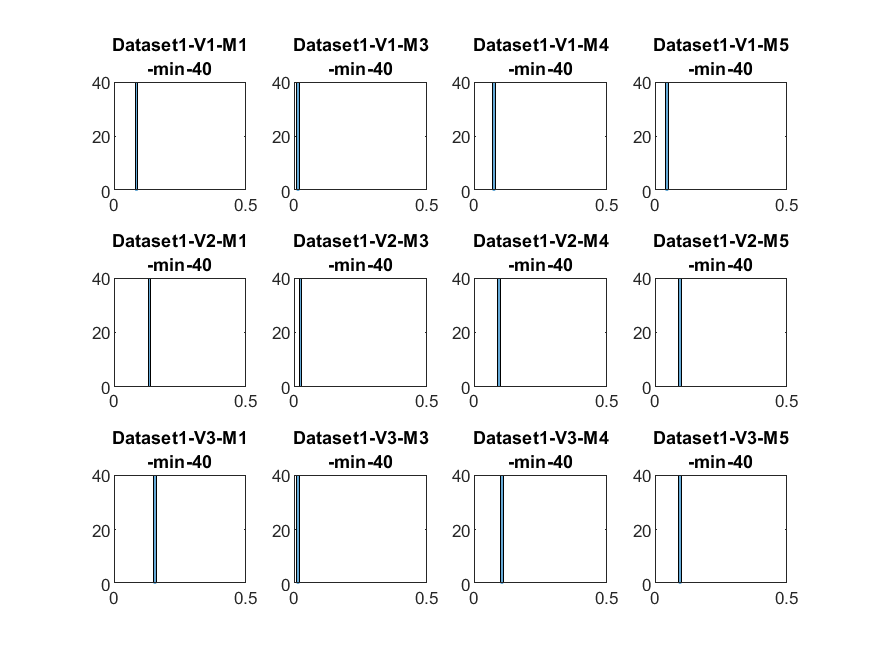 Dataset1-V1-M1
-min-40
40
20
0
0 0.5
Dataset1-V1-M3
-min-40
40
20
0
0 0.5
Dataset1-V1-M4
-min-40
40
20
0
0 0.5
Dataset1-V1-M5
-min-40
40
20
0
0 0.5
Dataset1-V2-M1
-min-40
40
20
0
0 0.5
Dataset1-V2-M3
-min-40
40
20
0
0 0.5
Dataset1-V2-M4
-min-40
40
20
0
0 0.5
Dataset1-V2-M5
-min-40
40
20
0
0 0.5
Dataset1-V3-M1
-min-40
40
20
0
0 0.5
Dataset1-V3-M3
-min-40
40
20
0
0 0.5
Dataset1-V3-M4
-min-40
40
20
0
0 0.5
Dataset1-V3-M5
-min-40
40
20
0
0 0.5